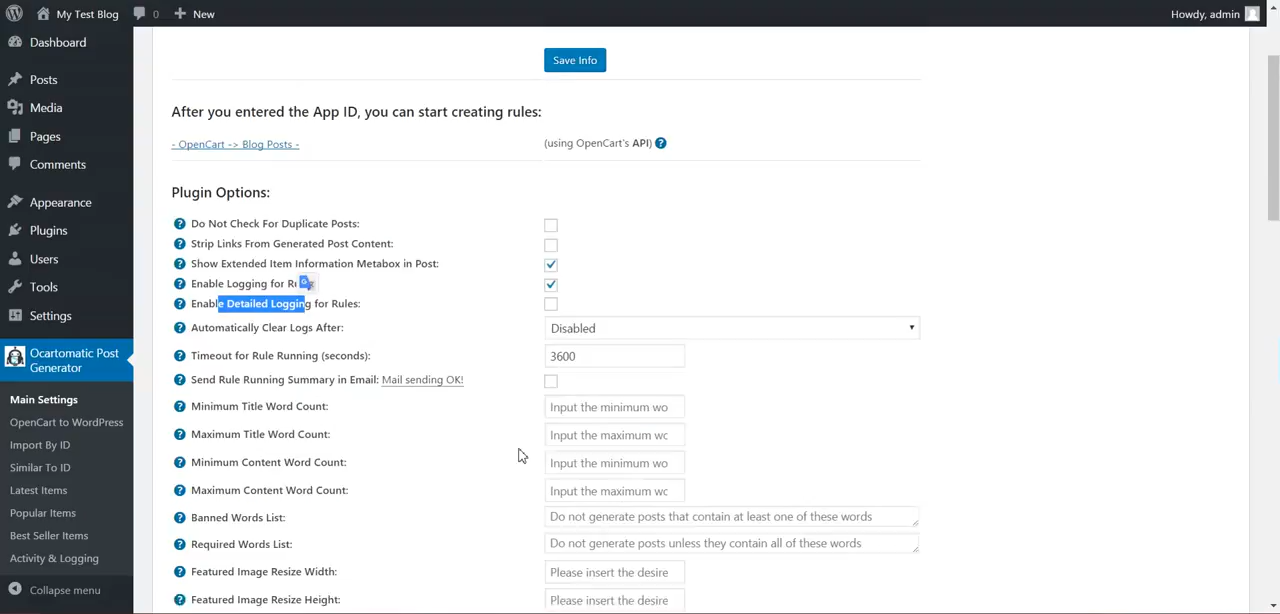 My Test Blog
0
New
Howdy, admin
Dashboard
Posts
Media
Pages
Comments
Appearance
Plugins
Users
Tools
Settings
Ocartomatic Post
Generator
Main Settings
OpenCart to WordPress
Import By ID
Similar To ID
Latest Items
Popular Items
Best Seller Items
Activity & Logging
Collapse menu
Save Info
After you entered the App ID, you can start creating rules:
- OpenCart -> Blog Posts -
(using OpenCart's API) ?
Plugin Options:
? Do Not Check For Duplicate Posts:
? Strip Links From Generated Post Content:
? Show Extended Item Information Metabox in Post:
? Enable Logging for
? Enable Detailed Logging for Rules:
? Automatically Clear Logs After:
Disabled
? Timeout for Rule Running (seconds):
3600
? Send Rule Running Summary in Email: Mail sending OK!
? Minimum Title Word Count:
Input the minimum wo
? Maximum Title Word Count:
Input the maximum wc
? Minimum Content Word Count:
Input the minimum wo
? Maximum Content Word Count:
Input the maximum wc
? Banned Words List:
Do not generate posts that contain at least one of these words
? Required Words List:
Do not generate posts unless they contain all of these words
? Featured Image Resize Width:
Please insert the desire
? Featured Image Resize Height:
Please insert the desire